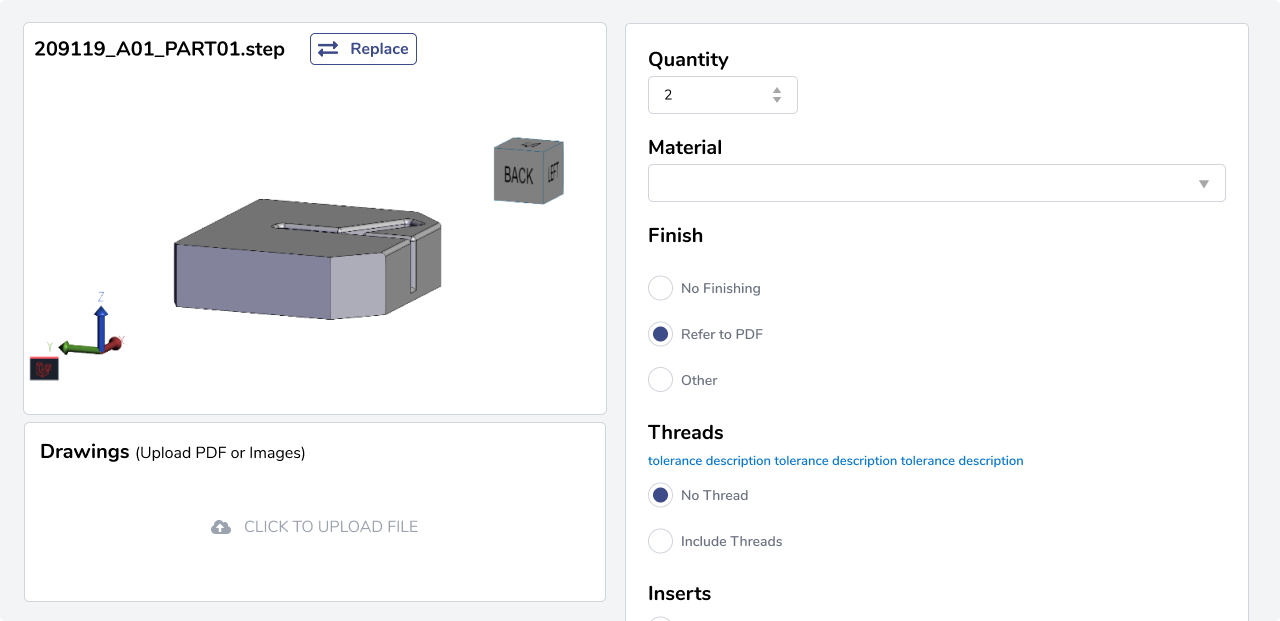 209119_A01_PART01.step
Replace
BACK
LEFT
Z
Y
Drawings (Upload PDF or Images)
CLICK TO UPLOAD FILE
Quantity
2
Material
Finish
No Finishing
Refer to PDF
Other
Threads
tolerance description tolerance description tolerance description
No Thread
Include Threads
Inserts